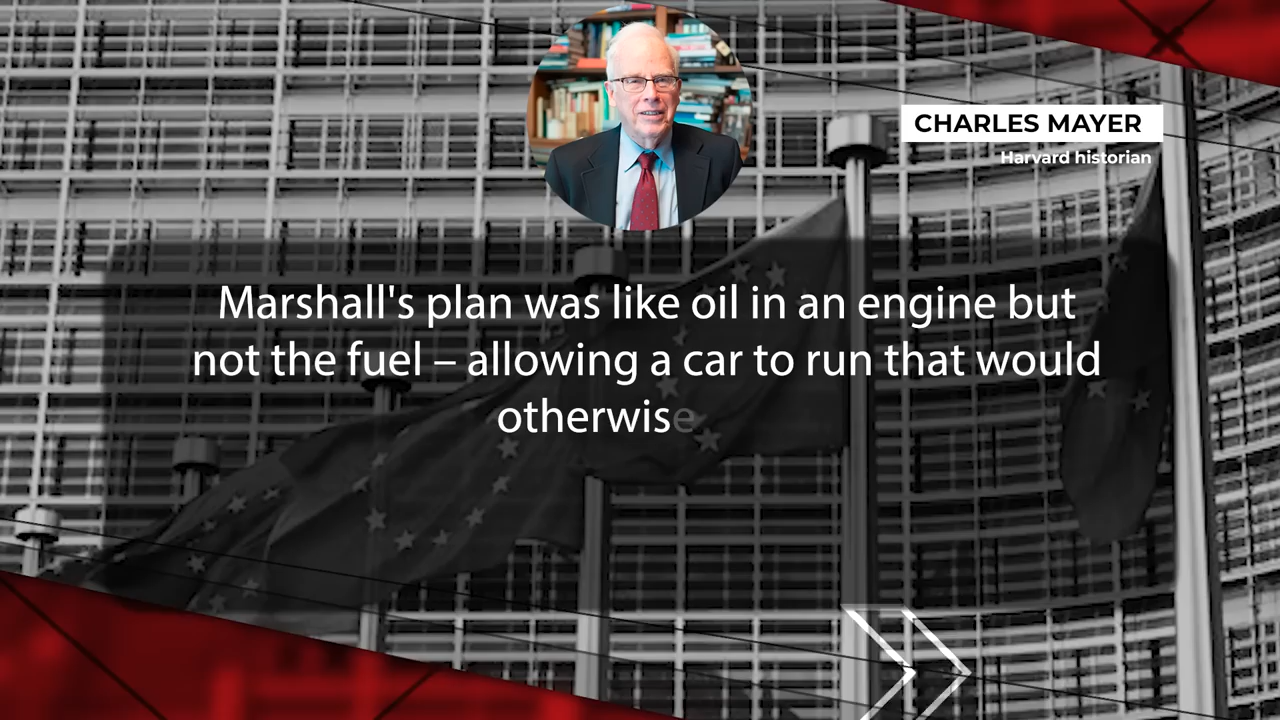 CHARLES MAYER
Harvard historian
Marshall's plan was like oil in an engine but
not the fuel – allowing a car to run that would
otherwise